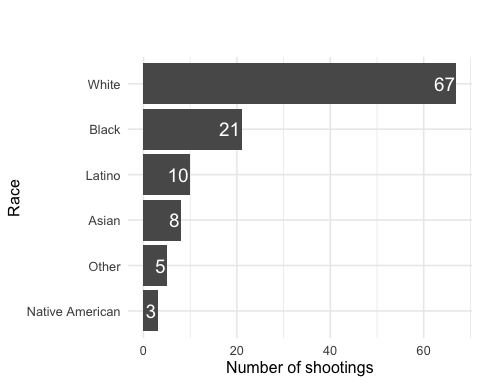 White
67
Black
21
Latino
10
Asian
8
Other
5
Native American
3
0 20 40 60
Number of shootings
Race